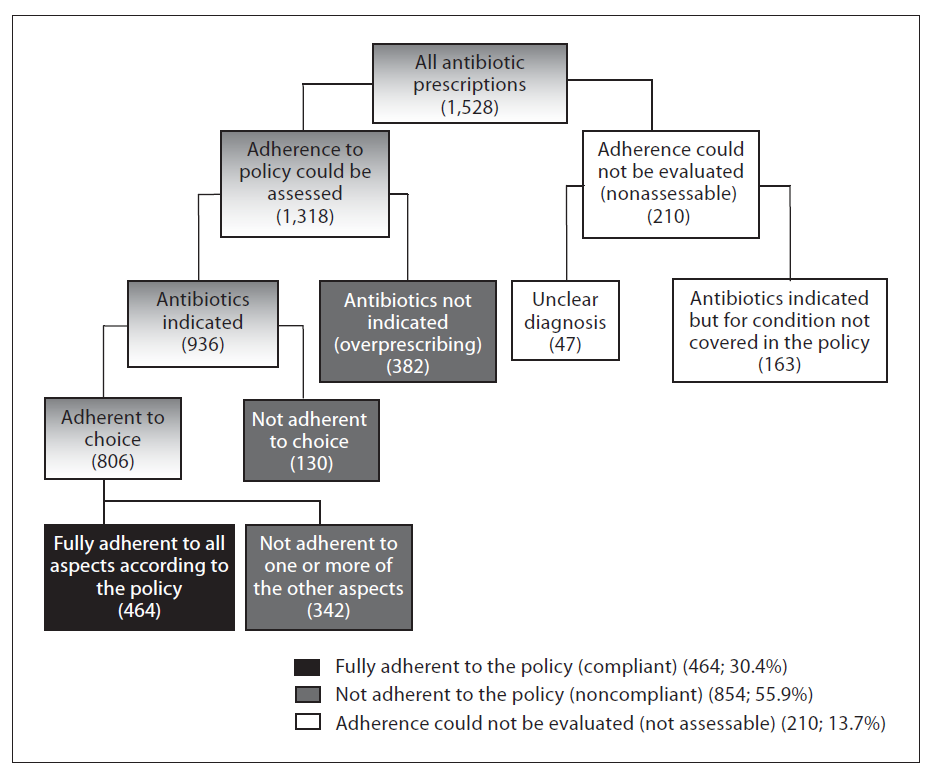 All antibiotic
prescriptions
(1,528)
Adherence to
policy could be
assessed
(1,318)
Adherence could
not be evaluated
(nonassessable)
(210)
Antibiotics
indicated
(936)
Antibiotics not
indicated
(overprescribing)
(382)
Unclear
diagnosis
(47)
Antibiotics indicated
but for condition not
covered in the policy
(163)
Adherent to
choice
(806)
Not adherent
to choice
(130)
Fully adherent to all
aspects according to
the policy
(464)
Not adherent to
one or more of
the other aspects
(342)
Fully adherent to the policy (compliant) (464; 30.4%)
Not adherent to the policy (noncompliant) (854; 55.9%)
Adherence could not be evaluated (not assessable) (210; 13.7%)